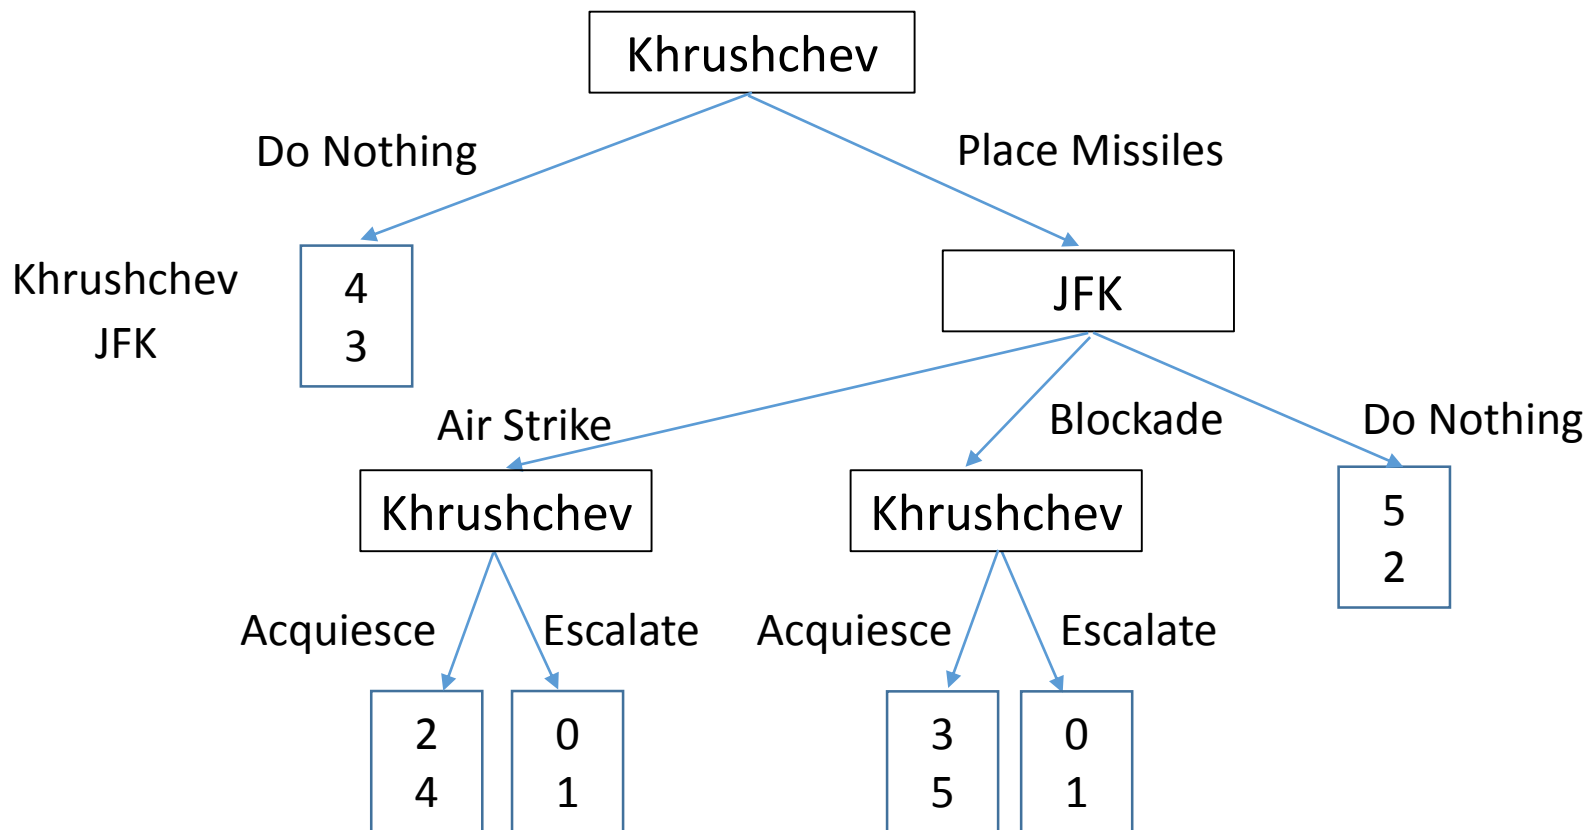 Khrushchev
Do Nothing
Place Missiles
Khrushchev
JFK
4
3
JFK
Air Strike
Blockade
Do Nothing
Khrushchev
Khrushchev
5
2
Acquiesce
Escalate
Acquiesce
Escalate
2
4
0
1
3
5
0
1